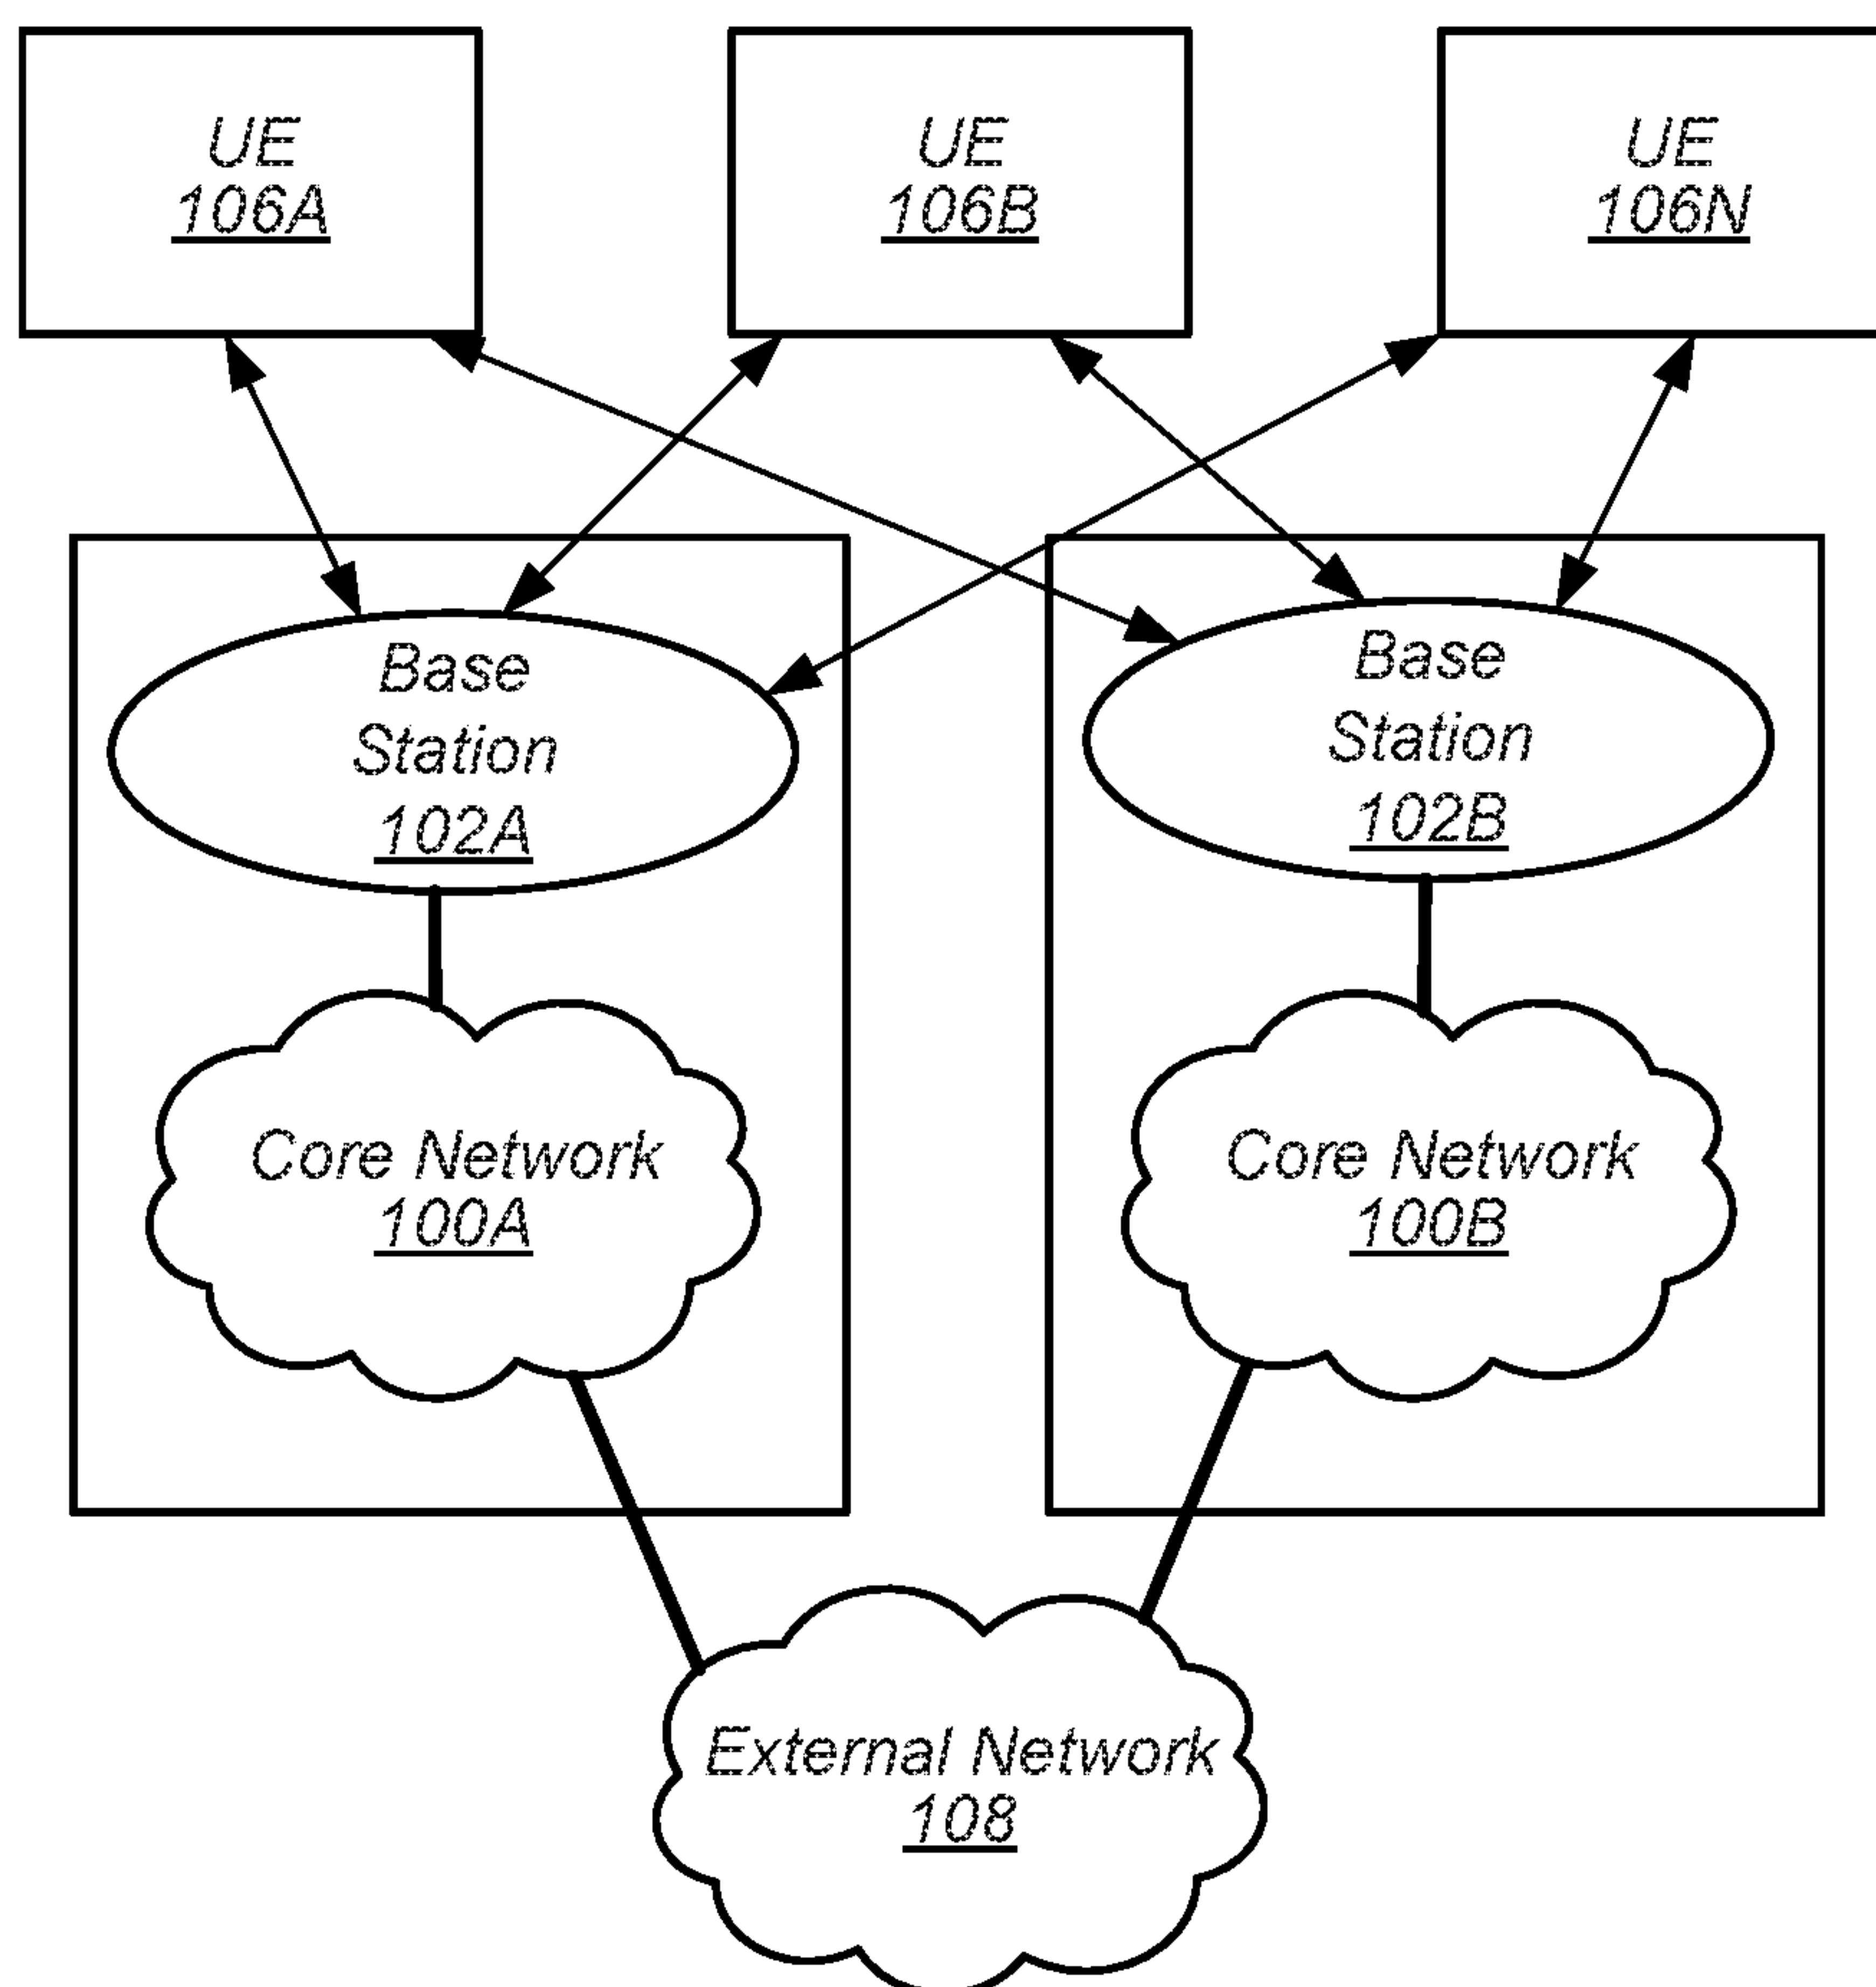 UE
106A
UE
106B
UE
106N
Base
Station
102A
Base
Station
102B
Core Network
100A
Core Network
100B
External Network
108